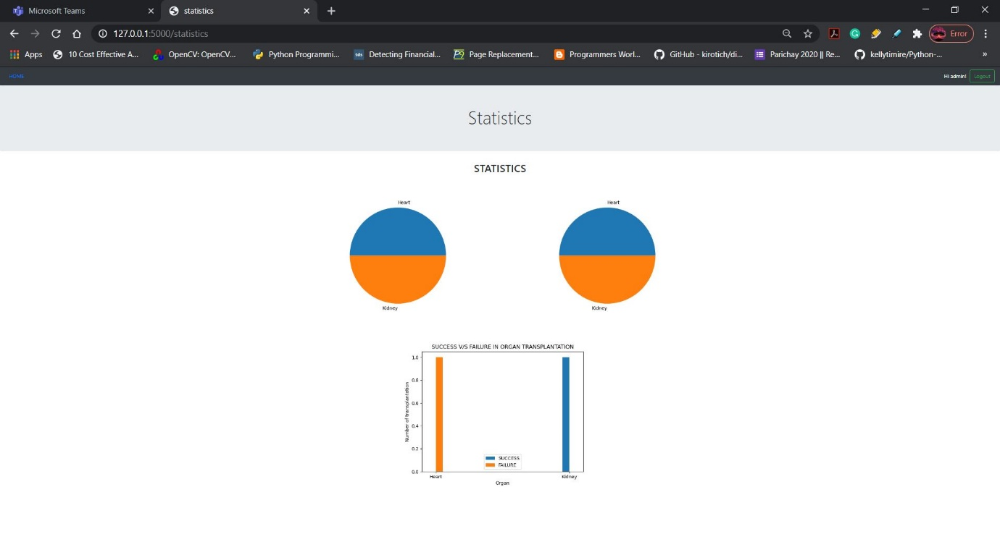 Microsoft Teams
statistics
127.0.0.1:5000/statistics
Error
Apps
10 Cost Effective A...
OpenCV: OpenCV...
Python Programmi...
tds
Detecting Financial...
Page Replacement...
Programmers Worl...
GitHub - kirotich/di...
Parichay 2020 || Re...
kellytimire/Python-...
»
HOME
Hi admin!
Logout
Statistics
STATISTICS
Heart
Heart
Kidney
Kidney
SUCCESS V/S FAILURE IN ORGAN TRANSPLANTATION
Number of transplantation
1.0
0.8
0.6
0.4
0.2
0.0
SUCCESS
FAILURE
Heart
Kidney
Organ